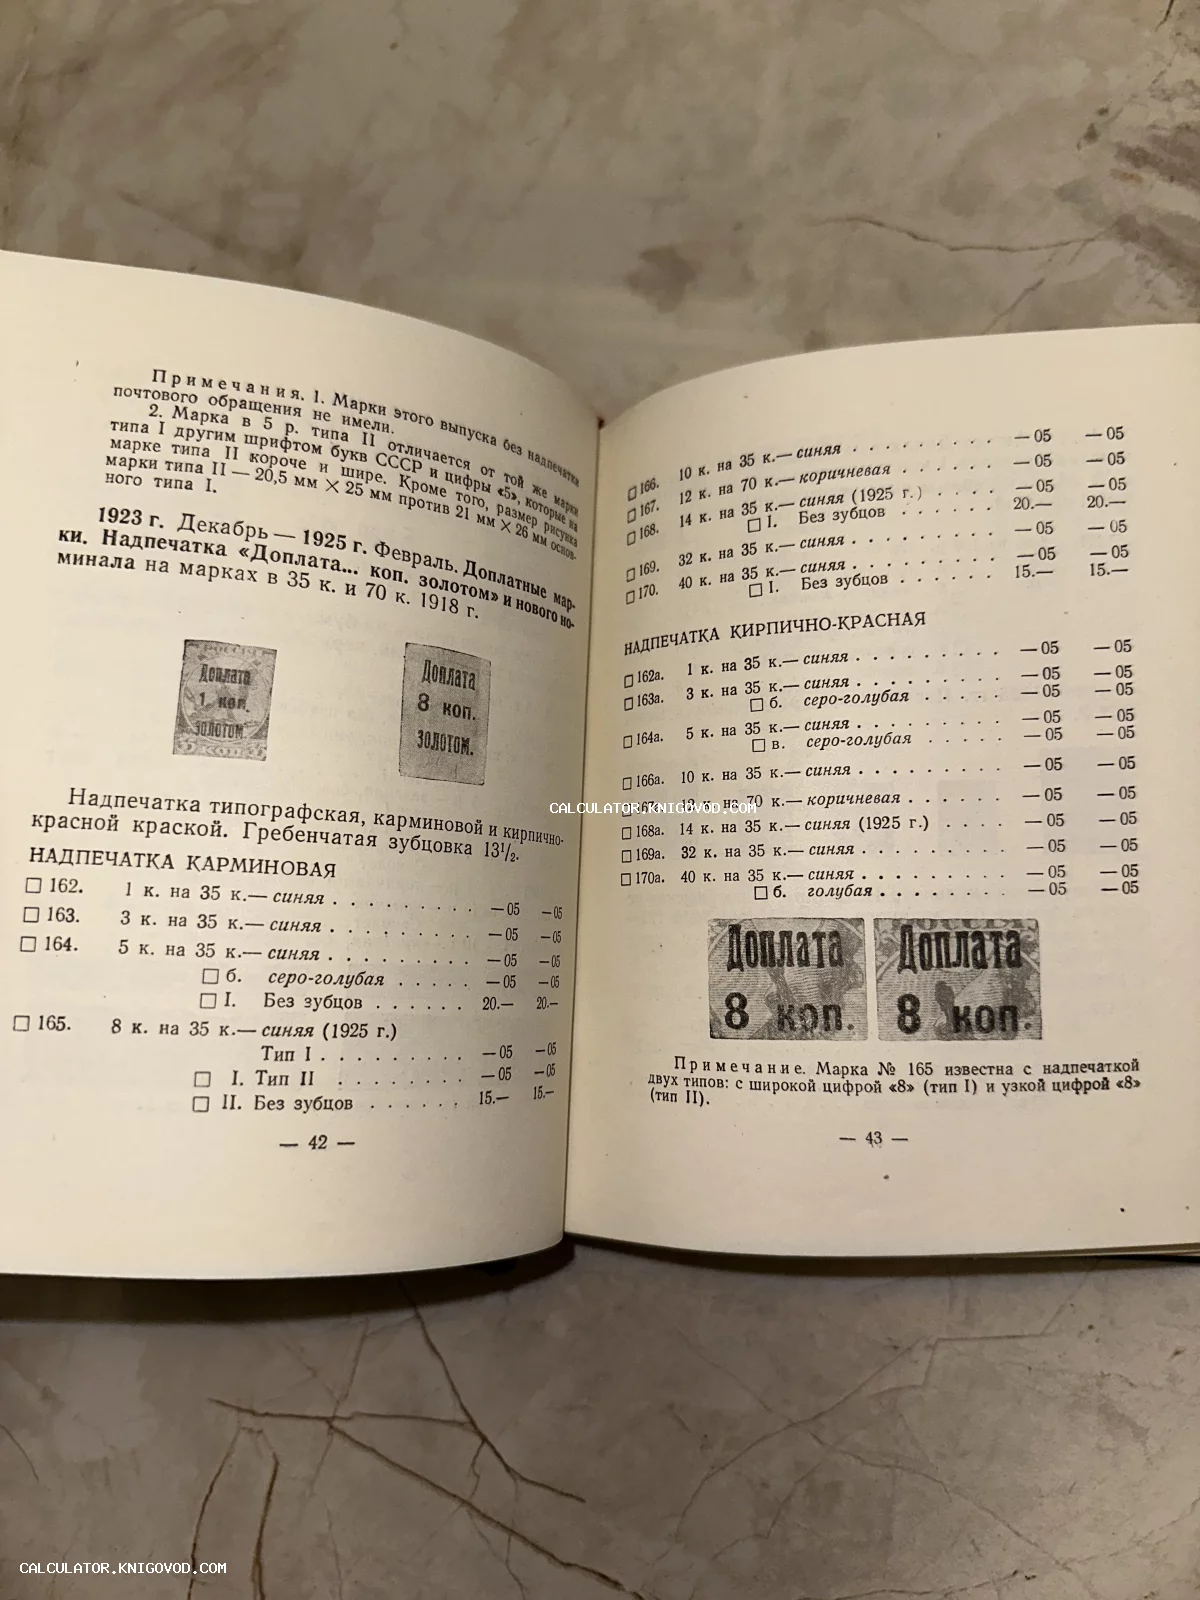 Примечания. 1. Марки этого выпуска без надпечатки
почтового обращения не имели.
2. Марка в 5 р. типа II отличается от той же марки
типа I другим шрифтом букв СССР и цифры «5», которые на
марке типа II короче и шире. Кроме того, размер рисунка
марки типа II — 20,5 мм × 25 мм против 21 мм × 26 мм основ-
ного типа I.
1923 г. Декабрь — 1925 г. Февраль. Доплатные мар-
ки. Надпечатка «Доплата... коп. золотом» и нового но-
минала на марках в 35 к. и 70 к. 1918 г.
Доплата
1 коп.
золотом.
Доплата
8 коп.
золотом.
Надпечатка типографская, карминовой и кирпично-
красной краской. Гребенчатая зубцовка 13½.
НАДПЕЧАТКА КАРМИНОВАЯ
162. 1 к. на 35 к.— синяя . . . . . . . . . —05 —05
163. 3 к. на 35 к.— синяя . . . . . . . . . —05 —05
164. 5 к. на 35 к.— синяя . . . . . . . . . —05 —05
б. серо-голубая . . . . . —05 —05
I. Без зубцов . . . . . . 20.— 20.—
165. 8 к. на 35 к.— синяя (1925 г.)
Тип I . . . . . . . . . —05 —05
I. Тип II . . . . . . . . —05 —05
II. Без зубцов . . . . . . 15.— 15.—
— 42 —
166. 10 к. на 35 к.— синяя . . . . . . . . —05 —05
167. 12 к. на 70 к.— коричневая . . . . . . —05 —05
168. 14 к. на 35 к.— синяя (1925 г.) . . . . —05 —05
I. Без зубцов . . . . . . 20.— 20.—
169. 32 к. на 35 к.— синяя . . . . . . . . —05 —05
170. 40 к. на 35 к.— синяя . . . . . . . . —05 —05
I. Без зубцов . . . . . . 15.— 15.—
НАДПЕЧАТКА КИРПИЧНО-КРАСНАЯ
162а. 1 к. на 35 к.— синяя . . . . . . . . . —05 —05
163а. 3 к. на 35 к.— синяя . . . . . . . . . —05 —05
б. серо-голубая . . . . . —05 —05
164а. 5 к. на 35 к.— синяя . . . . . . . . . —05 —05
в. серо-голубая . . . . . —05 —05
166а. 10 к. на 35 к.— синяя . . . . . . . . . —05 —05
70 к.— коричневая . . . . . . —05 —05
168а. 14 к. на 35 к.— синяя (1925 г.) . . . . —05 —05
169а. 32 к. на 35 к.— синяя . . . . . . . . . —05 —05
170а. 40 к. на 35 к.— синяя . . . . . . . . . —05 —05
б. голубая . . . . . . . —05 —05
Доплата
8 коп.
Доплата
8 коп.
Примечание. Марка № 165 известна с надпечаткой
двух типов: с широкой цифрой «8» (тип I) и узкой цифрой «8»
(тип II).
— 43 —
CALCULATOR.KNIGOVOD.COM
CALCULATOR.KNIGOVOD.COM